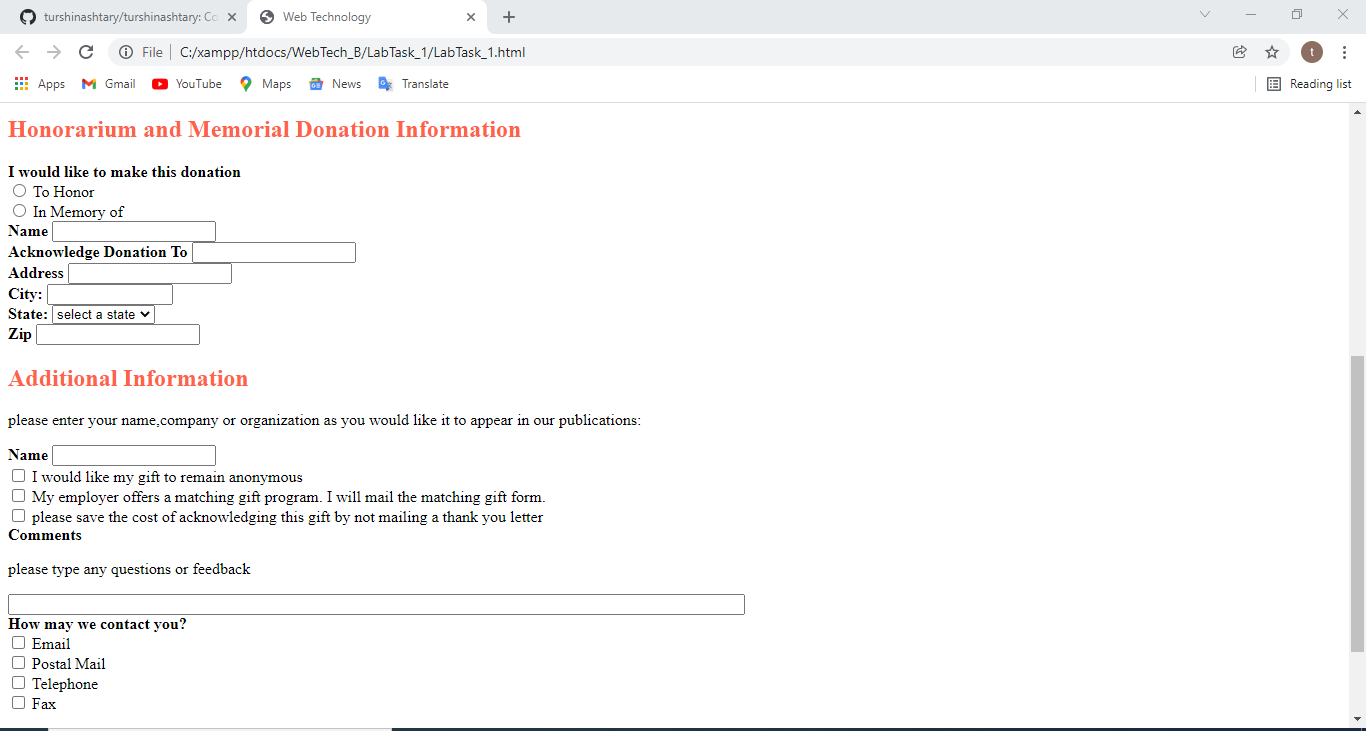 turshinashtary/turshinashtary: Co
Web Technology
File
C:/xampp/htdocs/WebTech_B/LabTask_1/LabTask_1.html
t
Apps
Gmail
YouTube
Maps
News
Translate
Reading list
Honorarium and Memorial Donation Information
I would like to make this donation
To Honor
In Memory of
Name
Acknowledge Donation To
Address
City:
State: select a state
Zip
Additional Information
please enter your name,company or organization as you would like it to appear in our publications:
Name
I would like my gift to remain anonymous
My employer offers a matching gift program. I will mail the matching gift form.
please save the cost of acknowledging this gift by not mailing a thank you letter
Comments
please type any questions or feedback
How may we contact you?
Email
Postal Mail
Telephone
Fax